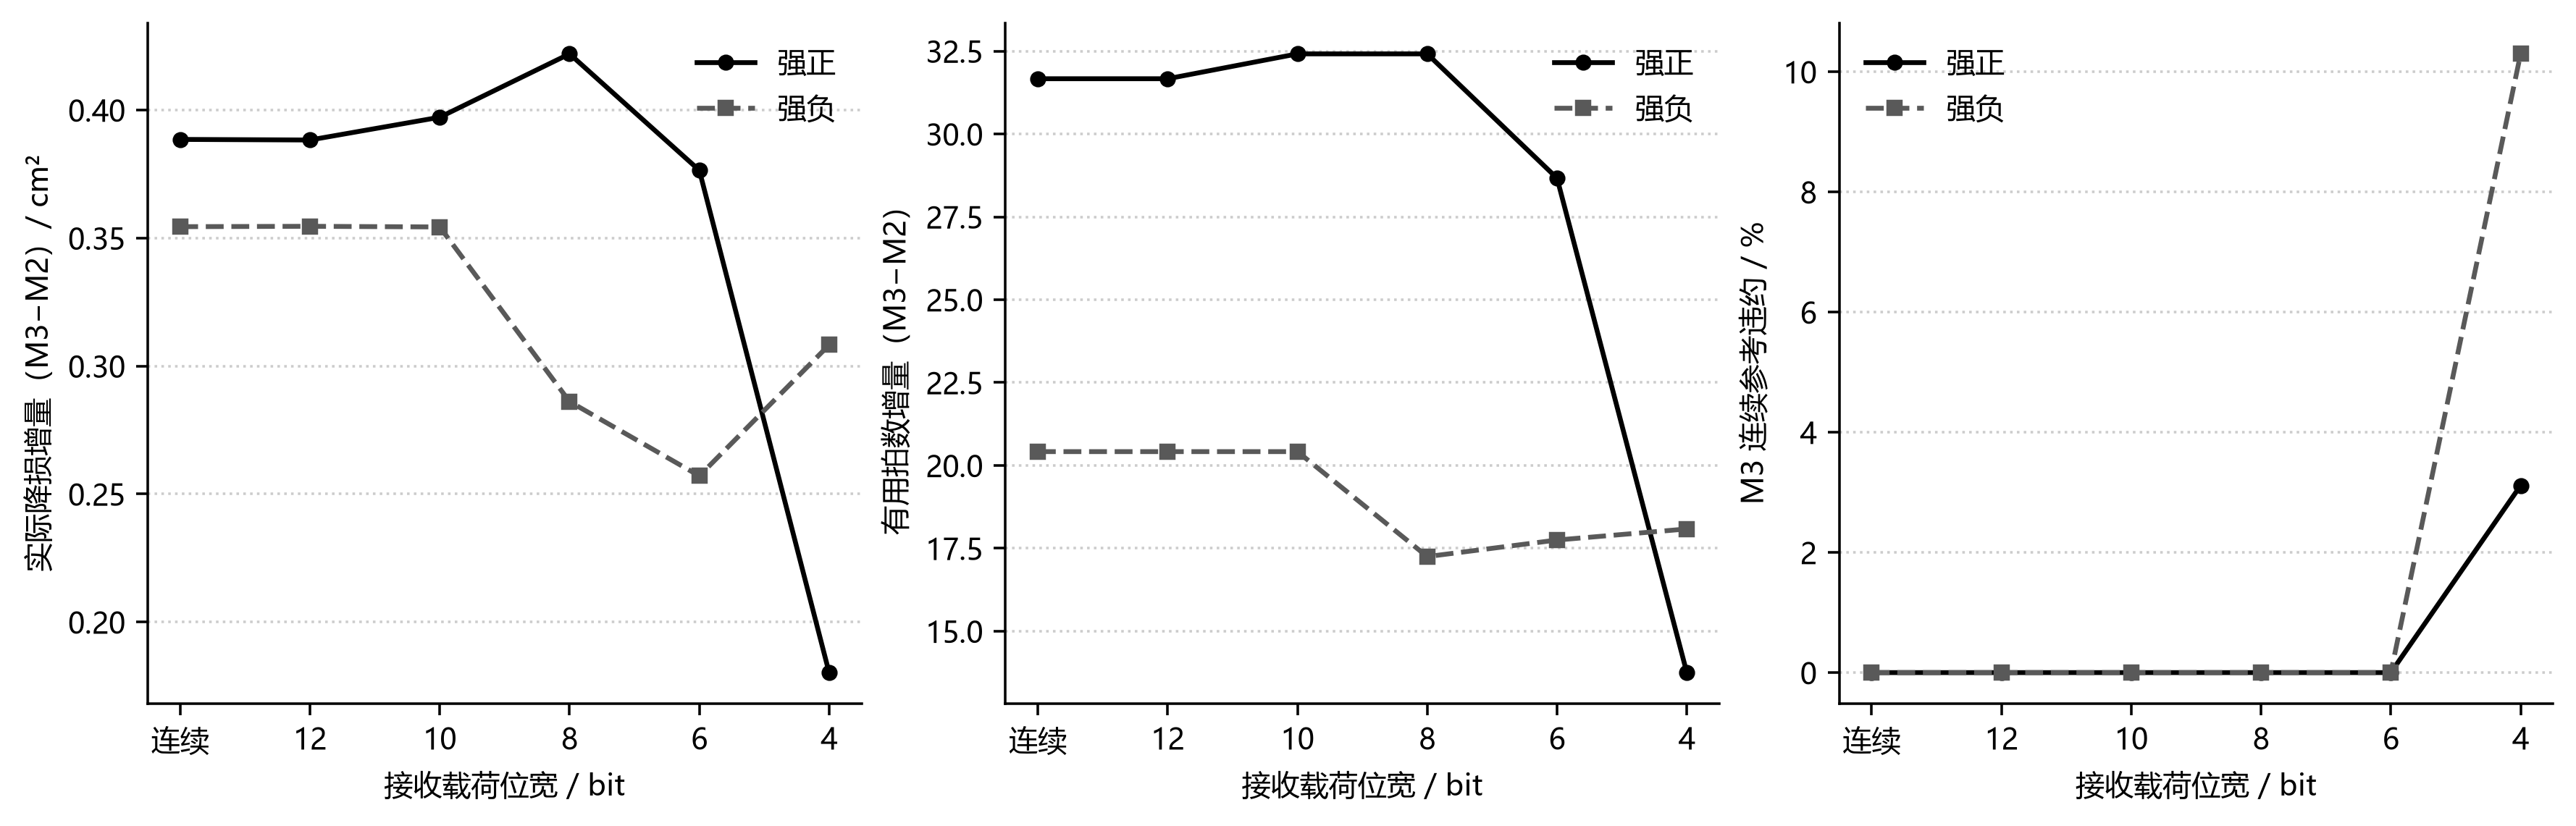 实际降损增量（M3−M2）/ cm²
0.40
0.35
0.30
0.25
0.20
强正
强负
连续 12 10 8 6 4
接收载荷位宽 / bit
有用拍数增量（M3−M2）
32.5
30.0
27.5
25.0
22.5
20.0
17.5
15.0
强正
强负
连续 12 10 8 6 4
接收载荷位宽 / bit
M3 连续参考违约 / %
10
8
6
4
2
0
强正
强负
连续 12 10 8 6 4
接收载荷位宽 / bit